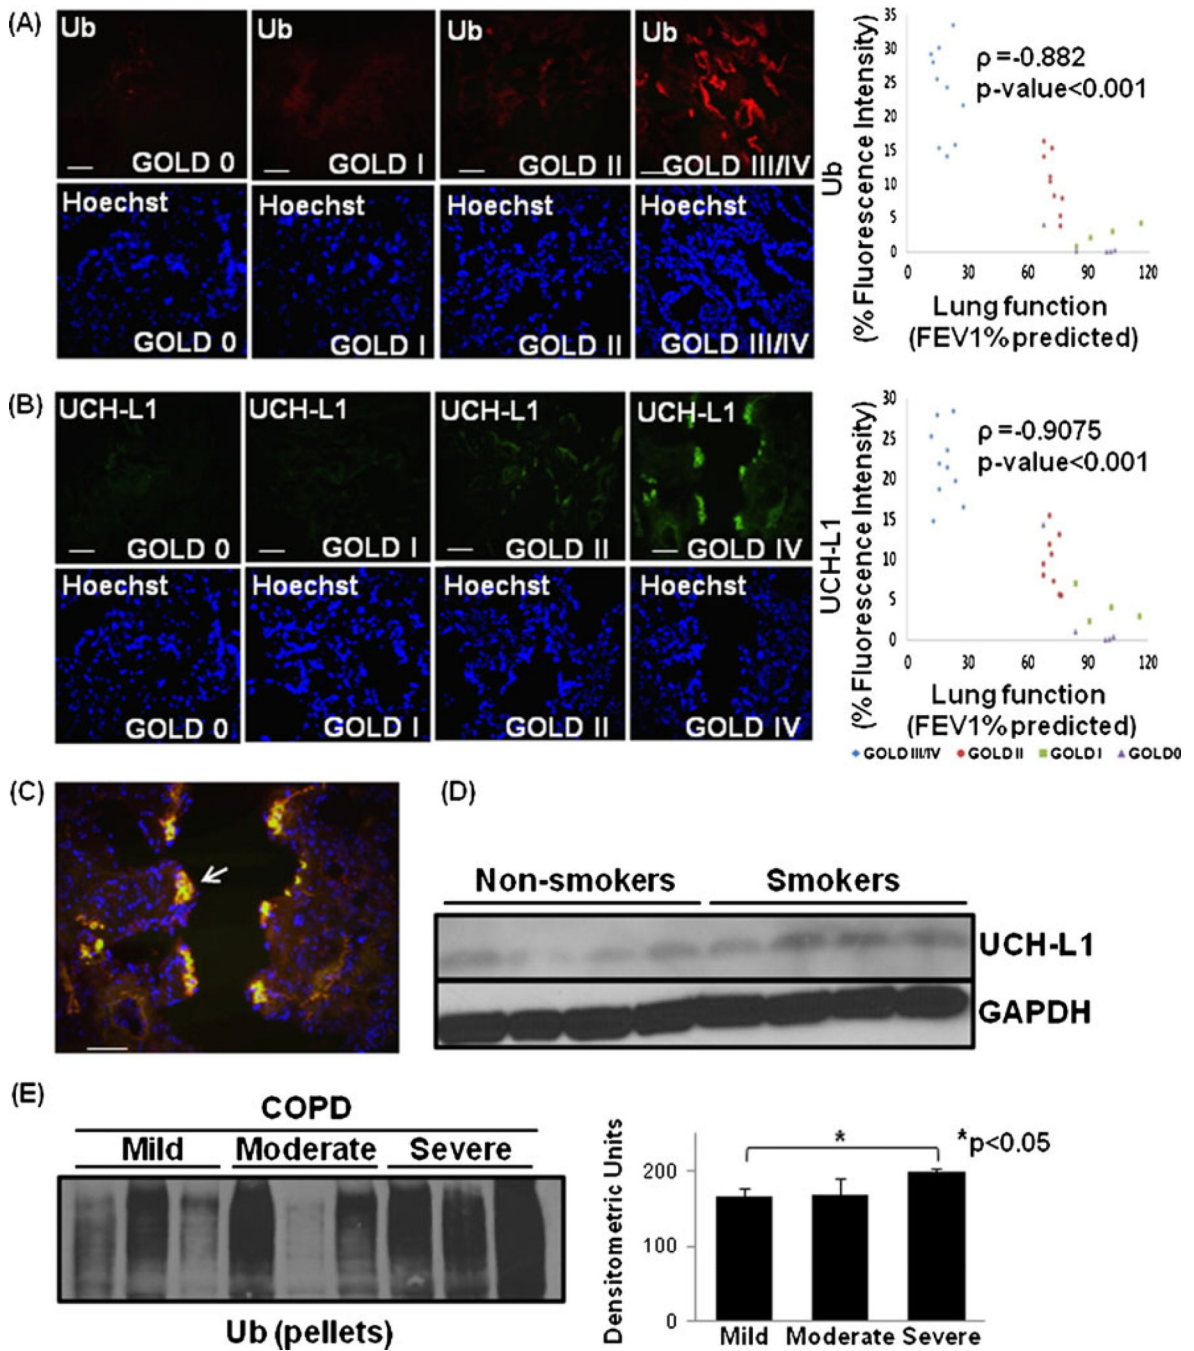 (A)
Ub Ub Ub Ub
GOLD 0 GOLD I GOLD II GOLD III/IV
Hoechst Hoechst Hoechst Hoechst
GOLD 0 GOLD I GOLD II GOLD III/IV
Ub
(% Fluorescence Intensity)
35
30
25
20
15
10
5
0
ρ =-0.882
p-value<0.001
0 30 60 90 120
Lung function
(FEV1% predicted)
(B)
UCH-L1 UCH-L1 UCH-L1 UCH-L1
GOLD 0 GOLD I GOLD II GOLD IV
Hoechst Hoechst Hoechst Hoechst
GOLD 0 GOLD I GOLD II GOLD IV
UCH-L1
(% Fluorescence Intensity)
30
25
20
15
10
5
0
ρ =-0.9075
p-value<0.001
0 30 60 90 120
Lung function
(FEV1% predicted)
GOLD III/IV GOLD II GOLD I GOLD0
(C)
(D)
Non-smokers Smokers
UCH-L1
GAPDH
(E)
COPD
Mild Moderate Severe
Ub (pellets)
Densitometric Units
200
100
0
*
*p<0.05
Mild Moderate Severe